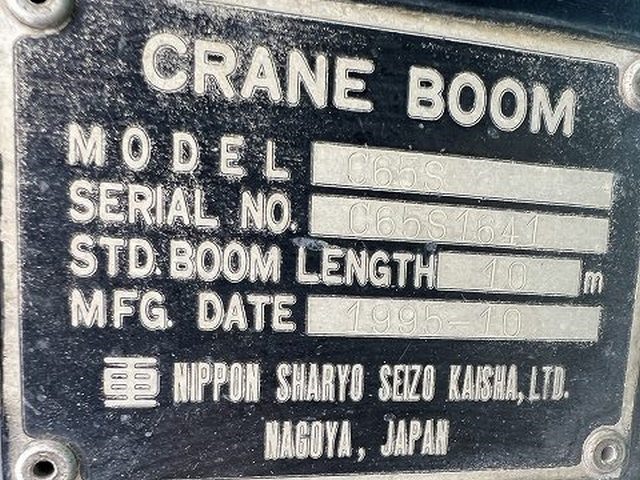 CRANE BOOM
MODEL C65S
SERIAL NO. C65S1641
STD. BOOM LENGTH 10 m
MFG. DATE 1995-10
NIPPON SHARYO SEIZO KAISHA, LTD.
NAGOYA, JAPAN